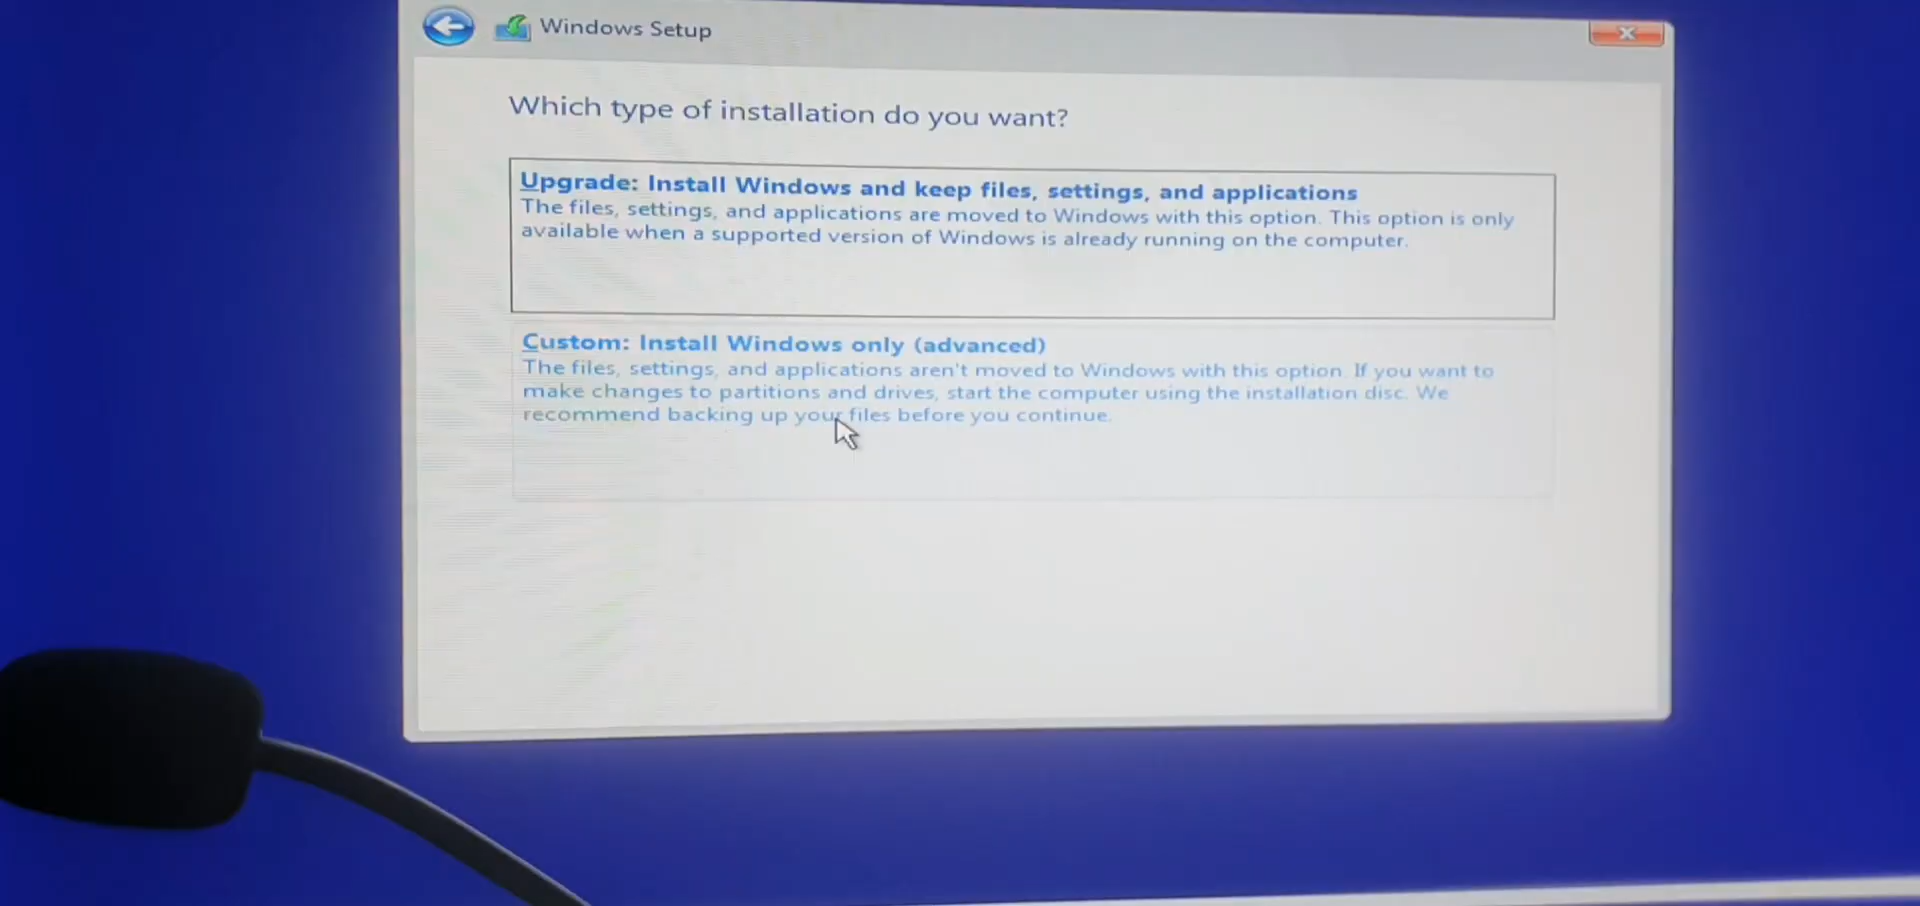 Windows Setup
Which type of installation do you want?
Upgrade: Install Windows and keep files, settings, and applications
The files, settings, and applications are moved to Windows with this option. This option is only
available when a supported version of Windows is already running on the computer.
Custom: Install Windows only (advanced)
The files, settings, and applications aren't moved to Windows with this option. If you want to
make changes to partitions and drives, start the computer using the installation disc. We
recommend backing up your files before you continue.